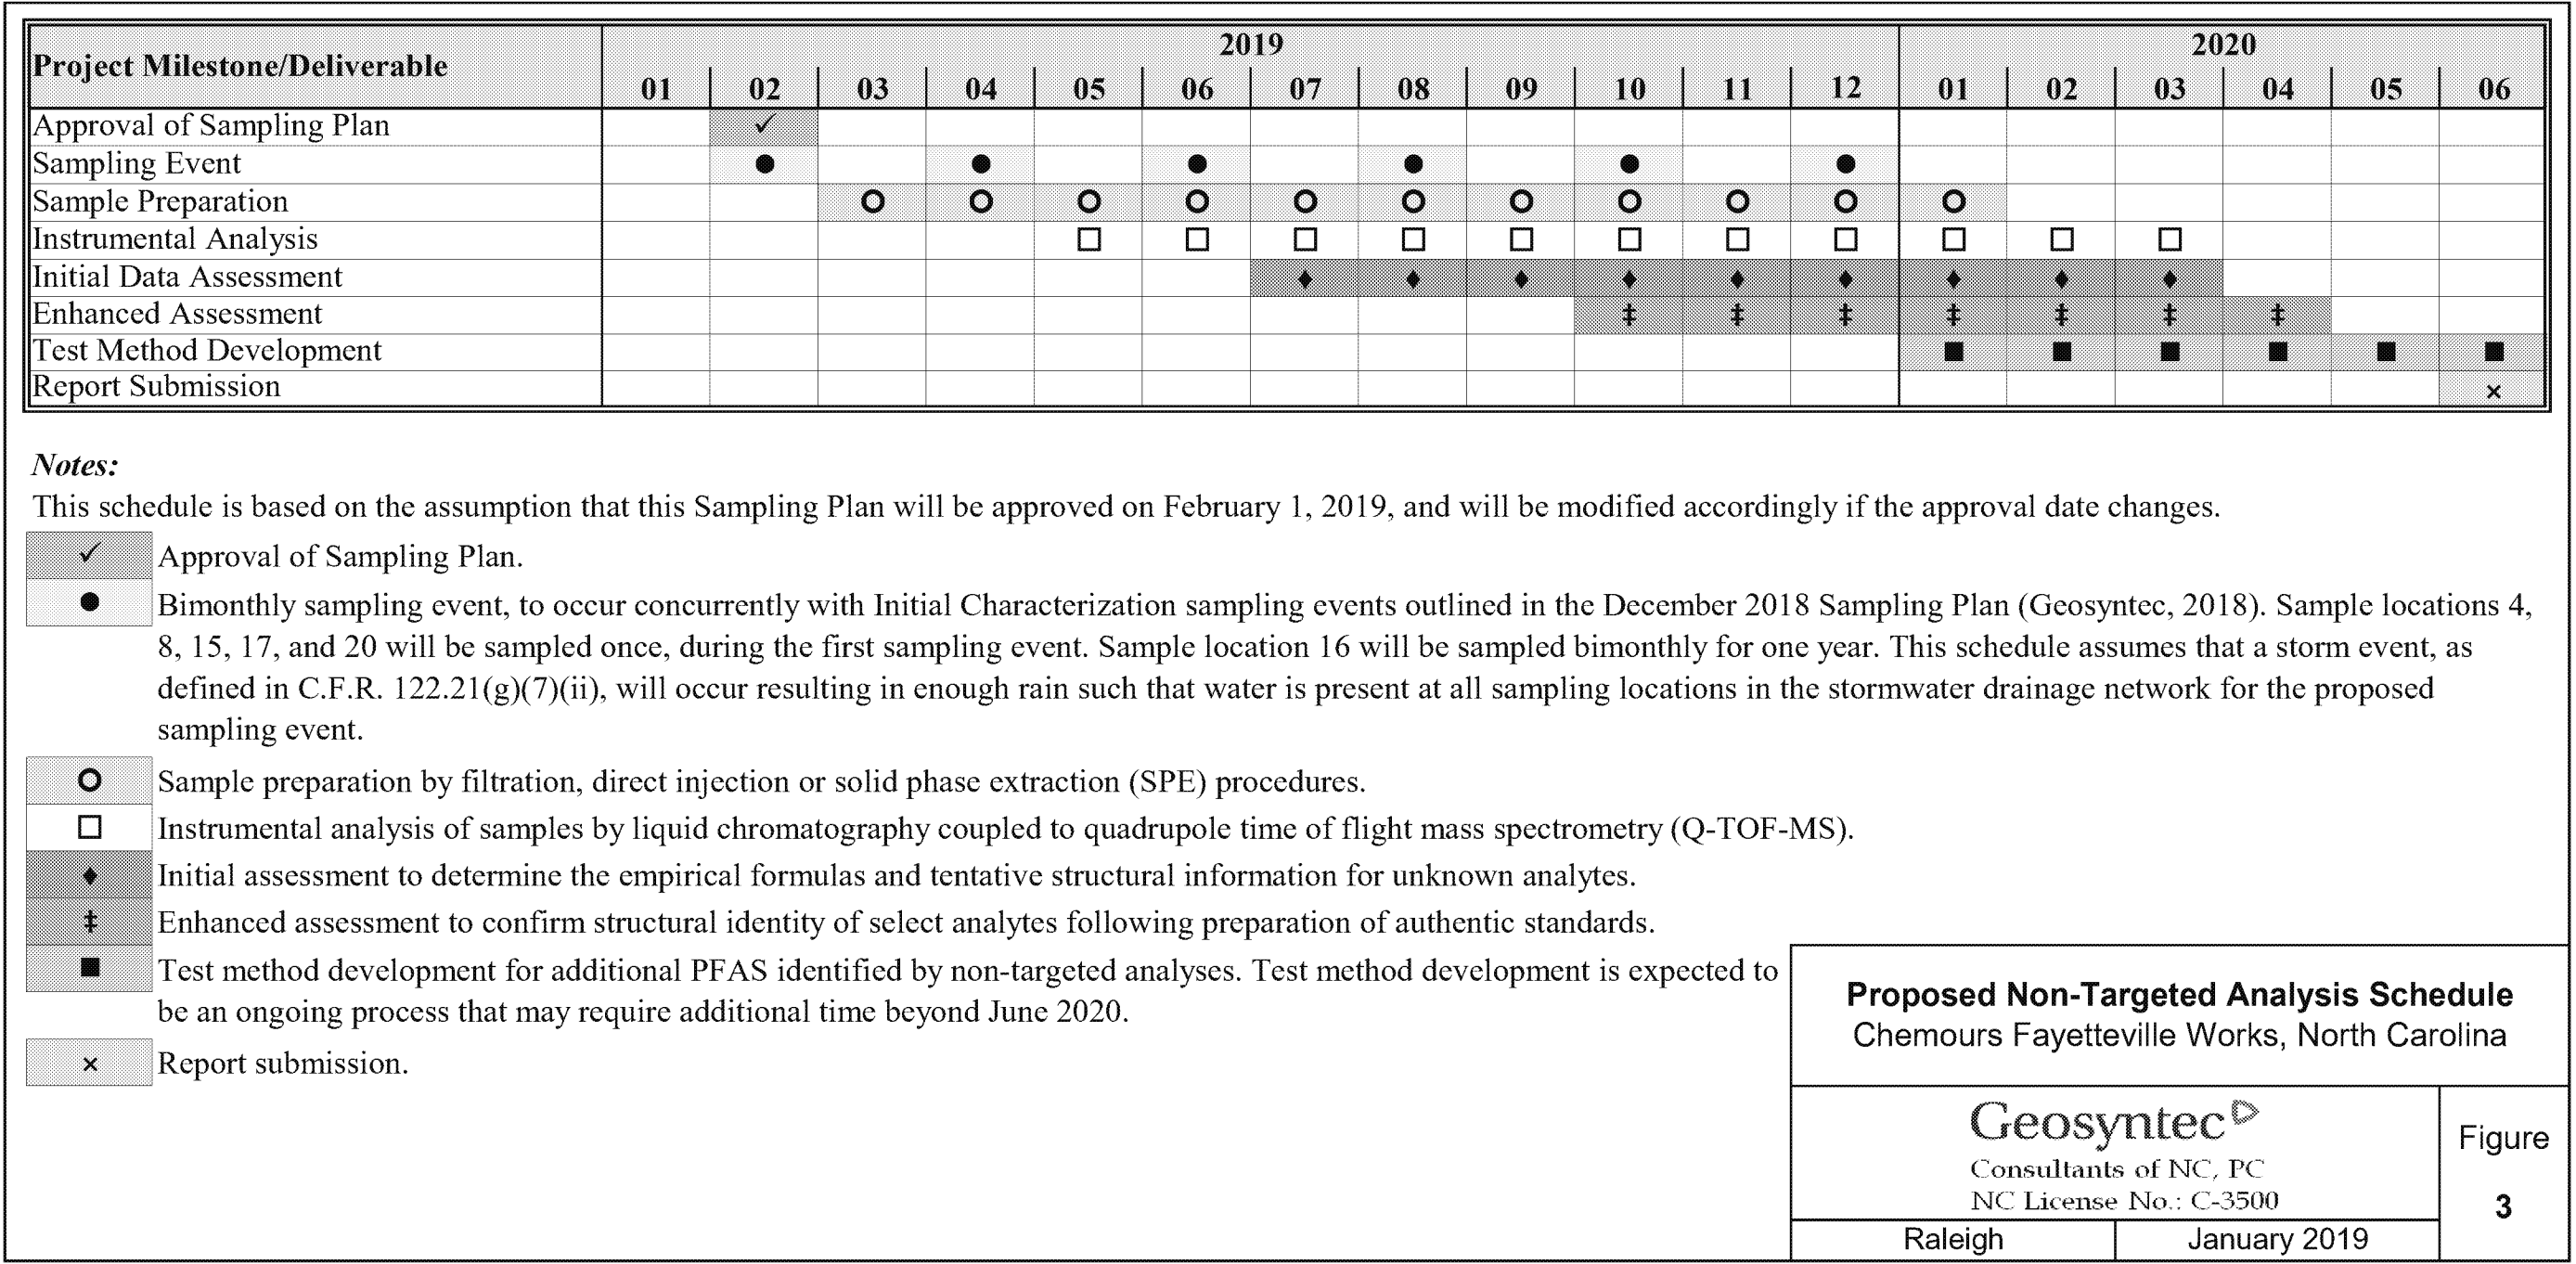 Project Milestone/Deliverable 2019 2020
01 02 03 04 05 06 07 08 09 10 11 12 01 02 03 04 05 06
Approval of Sampling Plan ✓
Sampling Event ● ● ● ● ● ●
Sample Preparation O O O O O O O O O O O
Instrumental Analysis □ □ □ □ □ □ □ □ □ □ □
Initial Data Assessment ♦ ♦ ♦ ♦ ♦ ♦ ♦ ♦ ♦
Enhanced Assessment ‡ ‡ ‡ ‡ ‡ ‡ ‡
Test Method Development ■ ■ ■ ■ ■ ■
Report Submission ×
Notes:
This schedule is based on the assumption that this Sampling Plan will be approved on February 1, 2019, and will be modified accordingly if the approval date changes.
✓ Approval of Sampling Plan.
● Bimonthly sampling event, to occur concurrently with Initial Characterization sampling events outlined in the December 2018 Sampling Plan (Geosyntec, 2018). Sample locations 4,
8, 15, 17, and 20 will be sampled once, during the first sampling event. Sample location 16 will be sampled bimonthly for one year. This schedule assumes that a storm event, as
defined in C.F.R. 122.21(g)(7)(ii), will occur resulting in enough rain such that water is present at all sampling locations in the stormwater drainage network for the proposed
sampling event.
O Sample preparation by filtration, direct injection or solid phase extraction (SPE) procedures.
□ Instrumental analysis of samples by liquid chromatography coupled to quadrupole time of flight mass spectrometry (Q-TOF-MS).
♦ Initial assessment to determine the empirical formulas and tentative structural information for unknown analytes.
‡ Enhanced assessment to confirm structural identity of select analytes following preparation of authentic standards.
■ Test method development for additional PFAS identified by non-targeted analyses. Test method development is expected to
be an ongoing process that may require additional time beyond June 2020.
× Report submission.
Proposed Non-Targeted Analysis Schedule
Chemours Fayetteville Works, North Carolina
Geosyntec
Consultants of NC, PC
NC License No.: C-3500
Raleigh January 2019
Figure
3